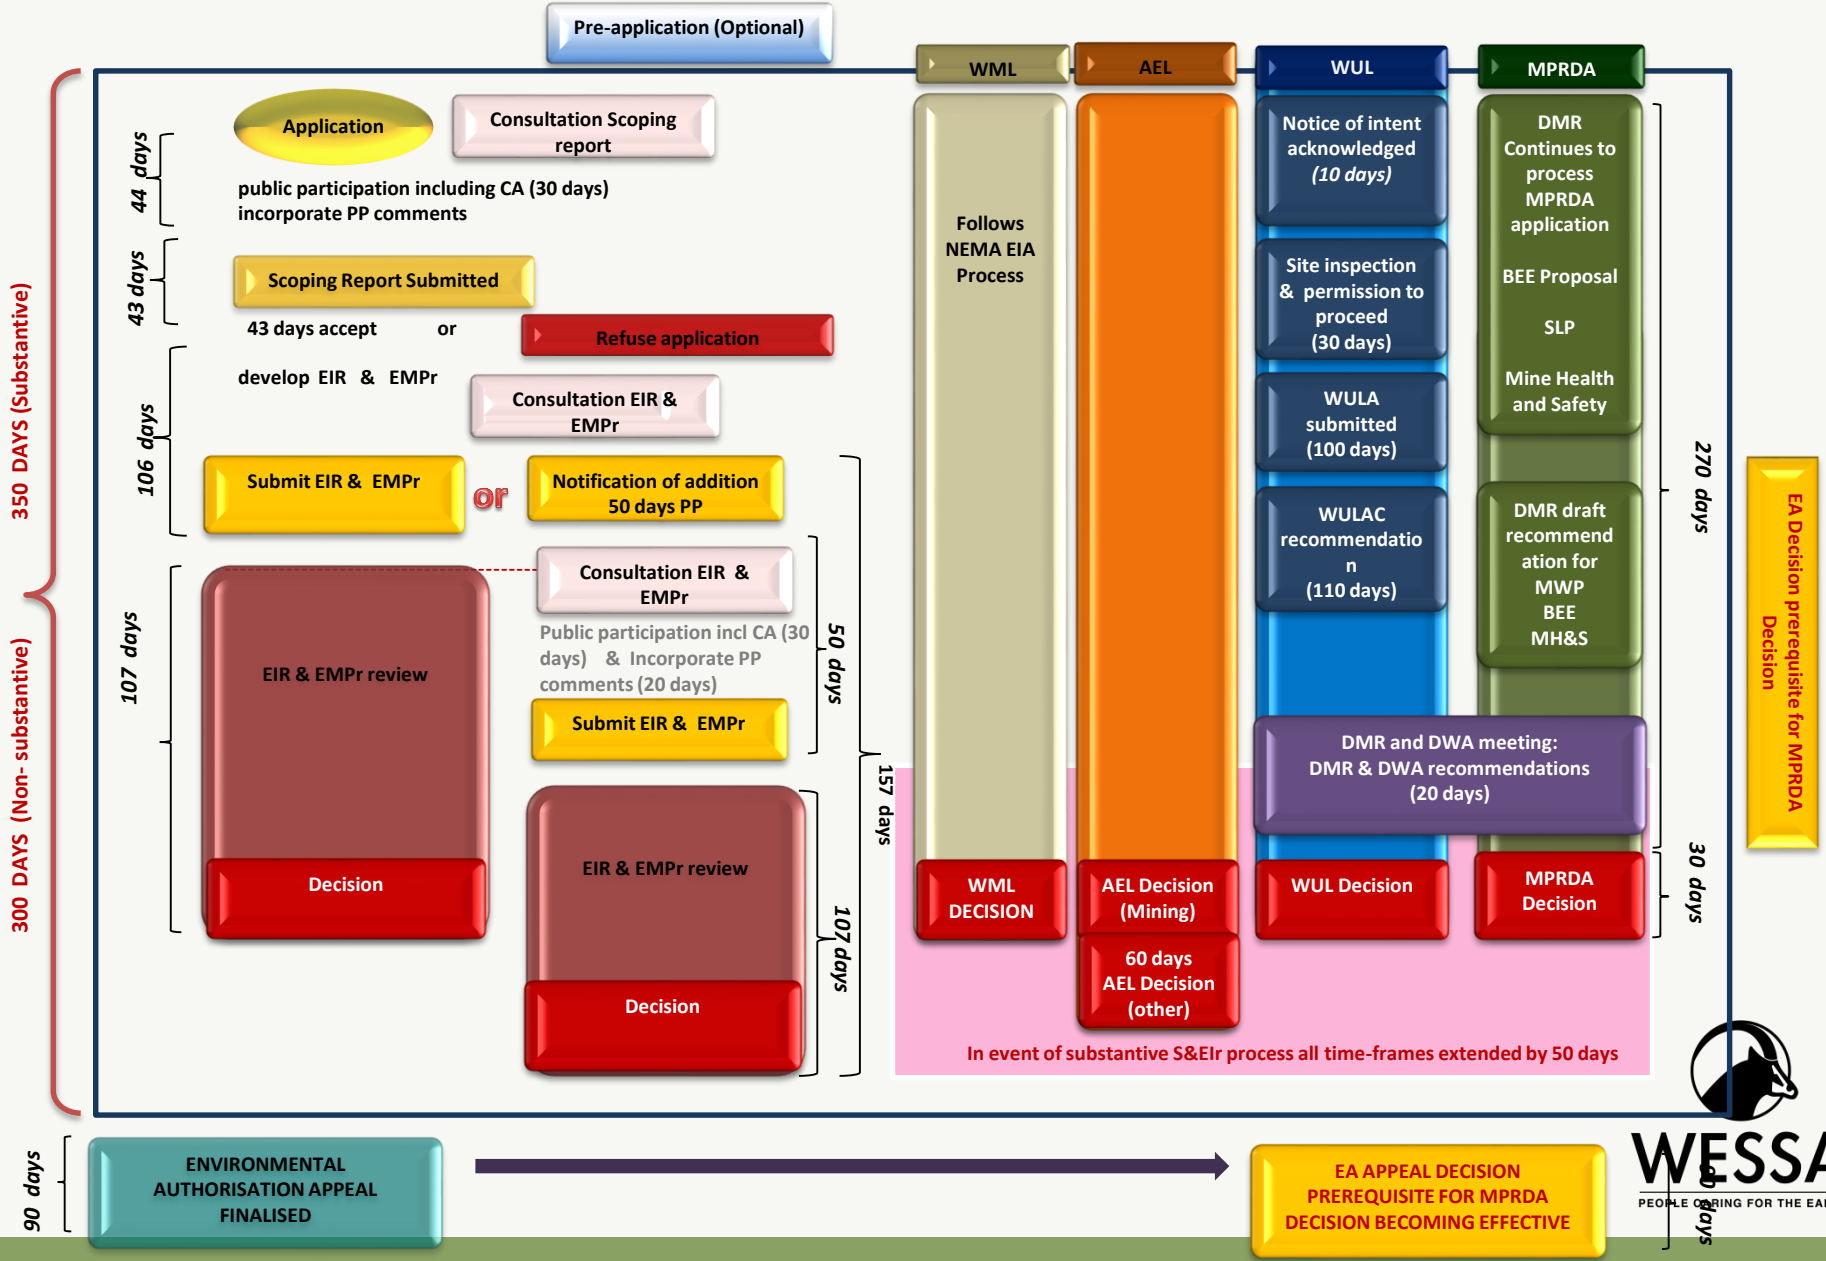 Pre-application (Optional)
WML
AEL
WUL
MPRDA
350 DAYS (Substantive)
300 DAYS (Non- substantive)
44 days
Application
Consultation Scoping
report
public participation including CA (30 days)
incorporate PP comments
43 days
Scoping Report Submitted
43 days accept or
Refuse application
106 days
develop EIR & EMPr
Consultation EIR &
EMPr
Submit EIR & EMPr
or
Notification of addition
50 days PP
107 days
EIR & EMPr review
Decision
Consultation EIR &
EMPr
Public participation incl CA (30
days) & Incorporate PP
comments (20 days)
Submit EIR & EMPr
50 days
157 days
EIR & EMPr review
Decision
107 days
Follows
NEMA EIA
Process
WML
DECISION
AEL Decision
(Mining)
60 days
AEL Decision
(other)
Notice of intent
acknowledged
(10 days)
Site inspection
& permission to
proceed
(30 days)
WULA
submitted
(100 days)
WULAC
recommendatio
n
(110 days)
DMR
Continues to
process
MPRDA
application
BEE Proposal
SLP
Mine Health
and Safety
DMR draft
recommend
ation for
MWP
BEE
MH&S
DMR and DWA meeting:
DMR & DWA recommendations
(20 days)
WUL Decision
MPRDA
Decision
270 days
30 days
EA Decision prerequisite for MPRDA
Decision
In event of substantive S&EIr process all time-frames extended by 50 days
90 days
ENVIRONMENTAL
AUTHORISATION APPEAL
FINALISED
EA APPEAL DECISION
PREREQUISITE FOR MPRDA
DECISION BECOMING EFFECTIVE
90 days
WESSA
PEOPLE CARING FOR THE EA